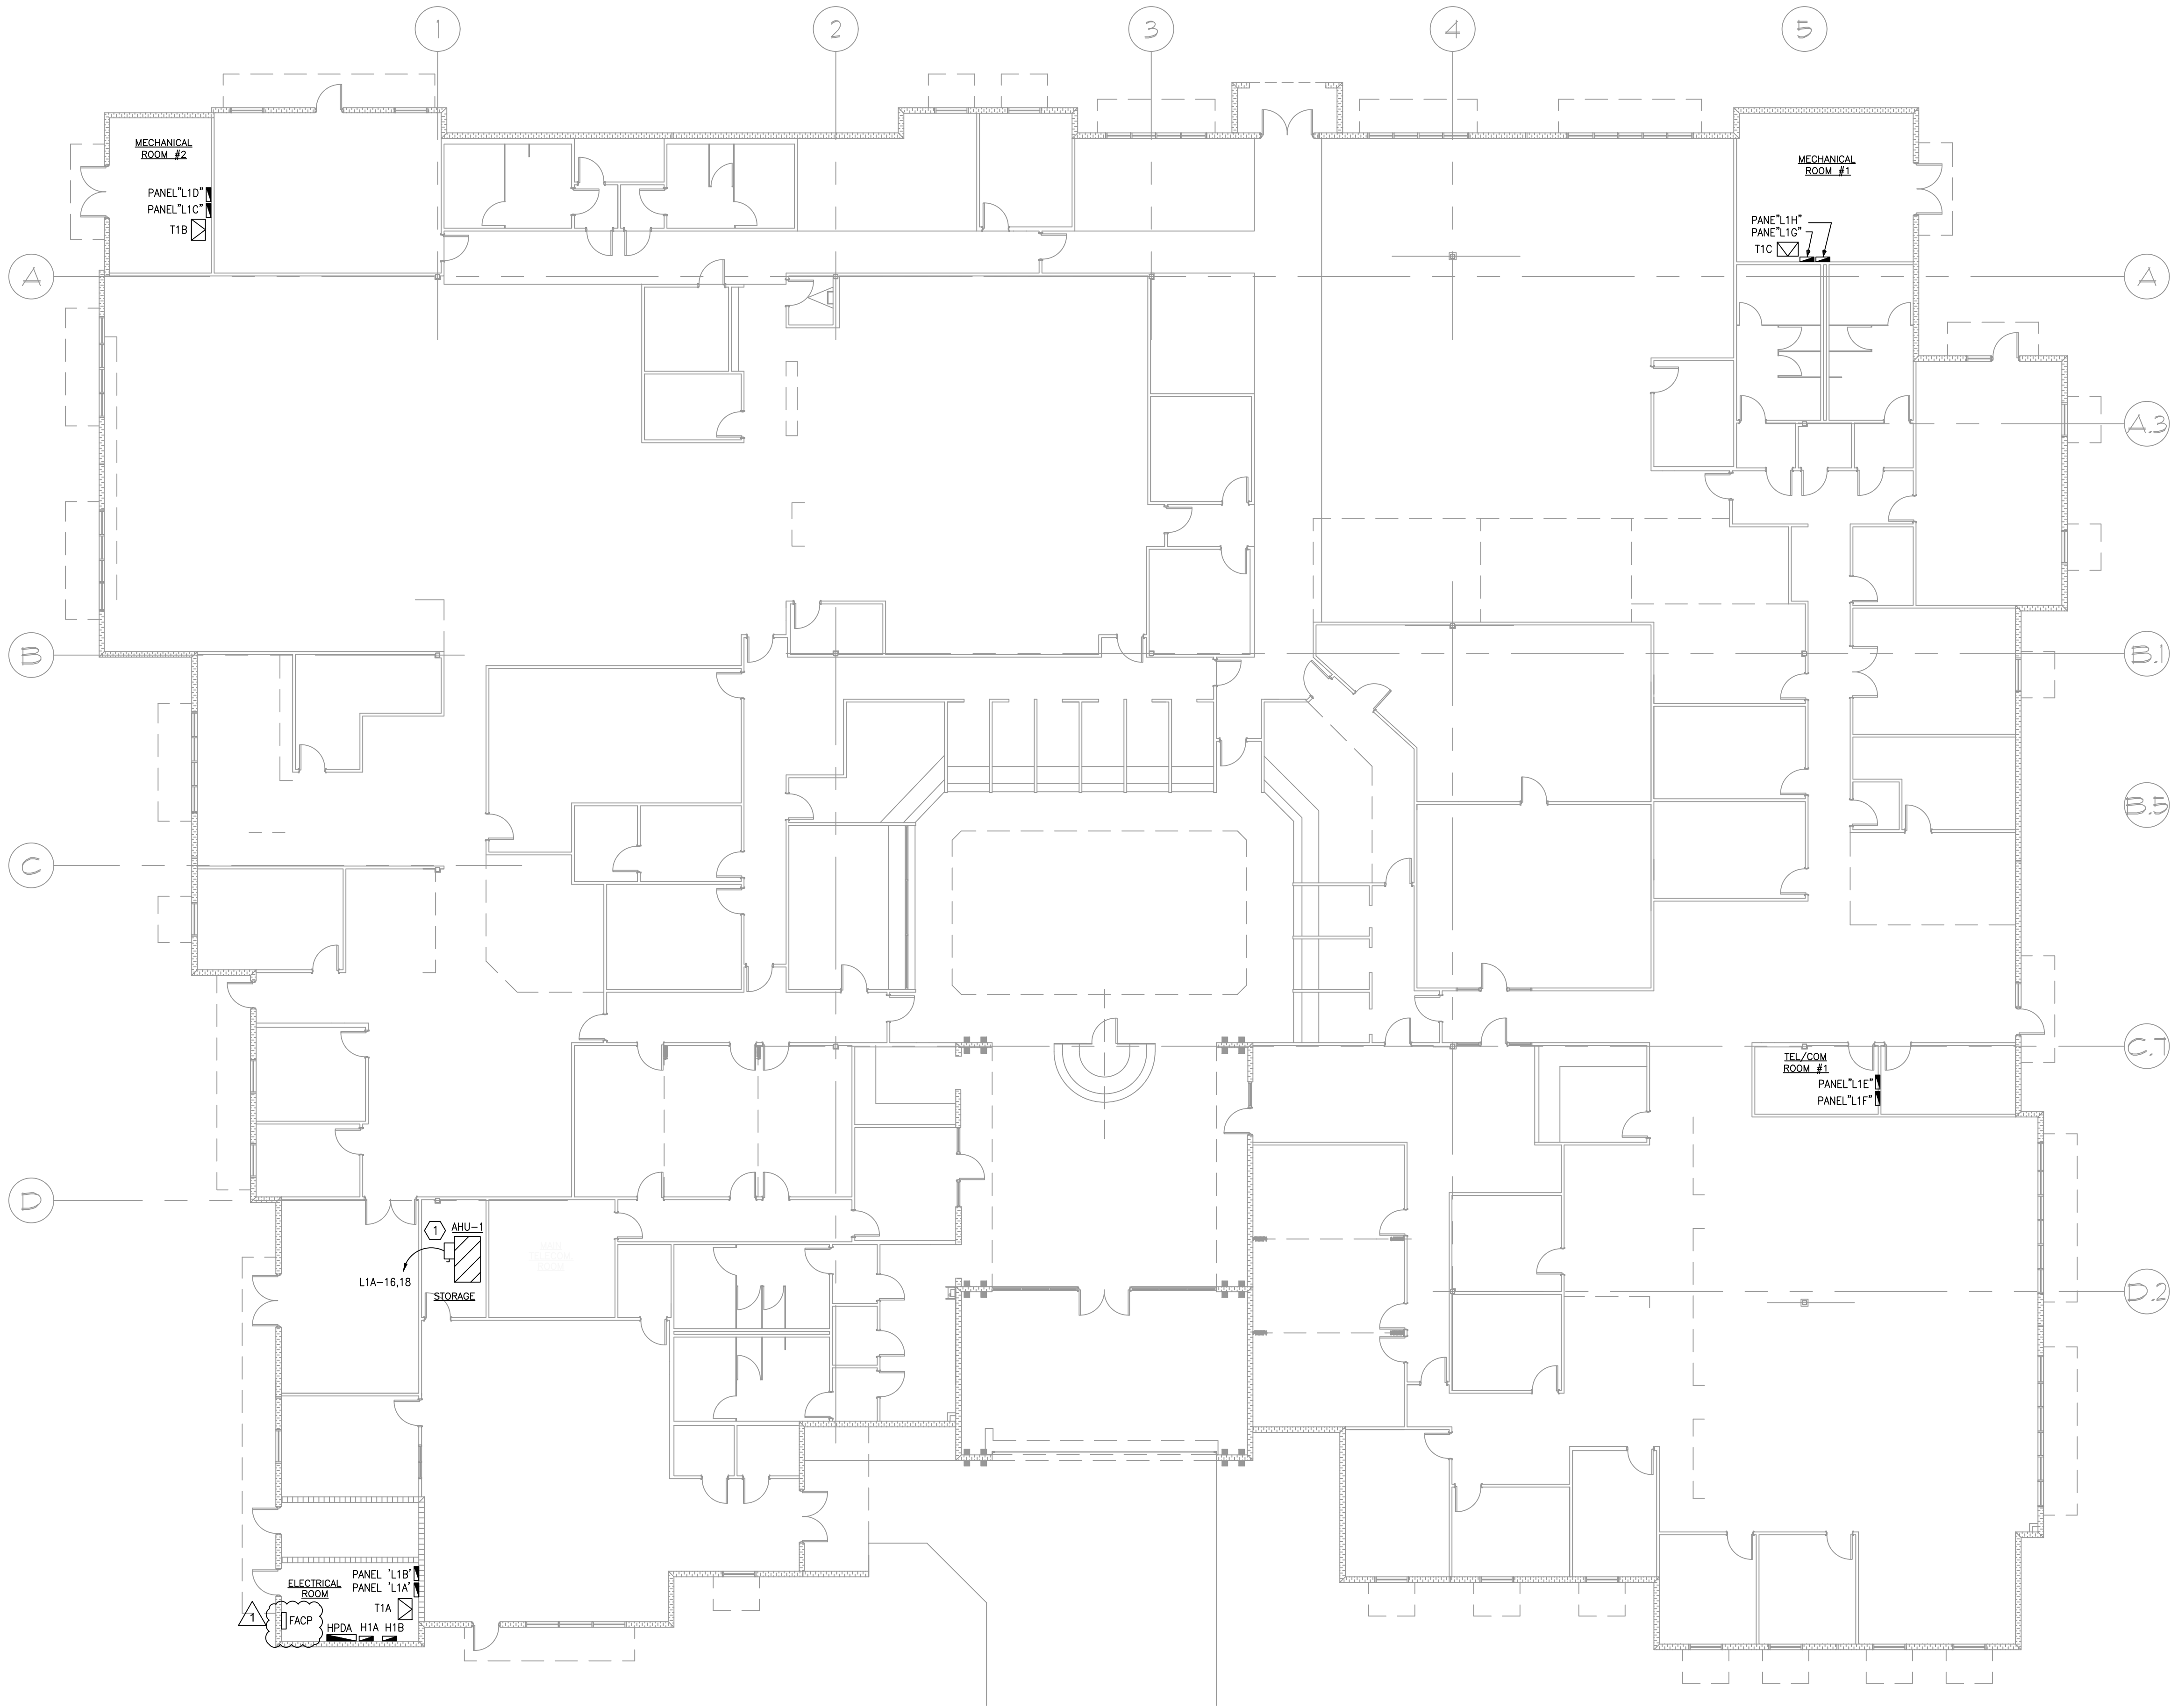 1
2
3
4
5
MECHANICAL
ROOM #2
PANEL"L1D"
PANEL"L1C"
T1B
MECHANICAL
ROOM #1
PANE"L1H"
PANE"L1G"
T1C
A
A
A.3
B
B.1
B.5
C
C.7
TEL/COM
ROOM #1
PANEL"L1E"
PANEL"L1F"
D
1
AHU-1
L1A-16,18
STORAGE
D.2
PANEL 'L1B'
PANEL 'L1A'
ELECTRICAL
ROOM
T1A
1
FACP
HPDA H1A H1B